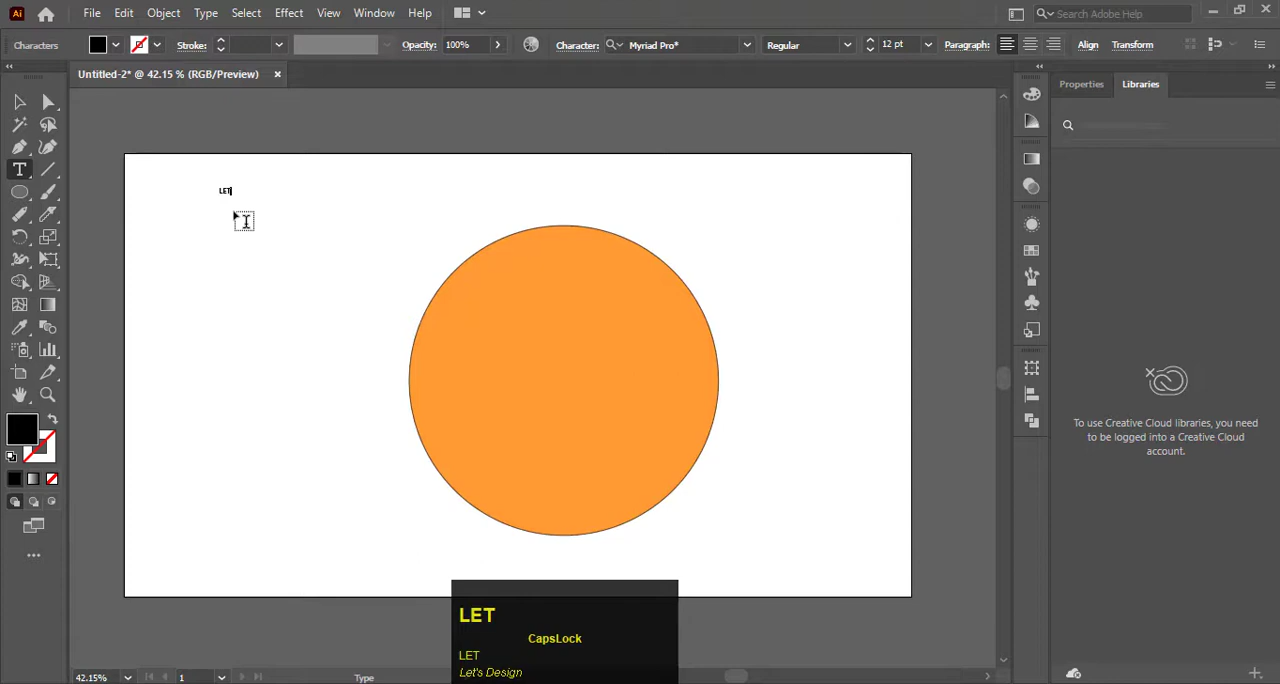 Ai File Edit Object Type Select Effect View Window Help Search Adobe Help
Characters Stroke: Opacity: 100% Character: Myriad Pro* Regular 12 pt Paragraph: Align Transform
Untitled-2* @ 42.15 % (RGB/Preview)
Properties Libraries
LET
To use Creative Cloud libraries, you need
to be logged into a Creative Cloud
account.
LET
CapsLock
LET
Let's Design
42.15% 1 Type